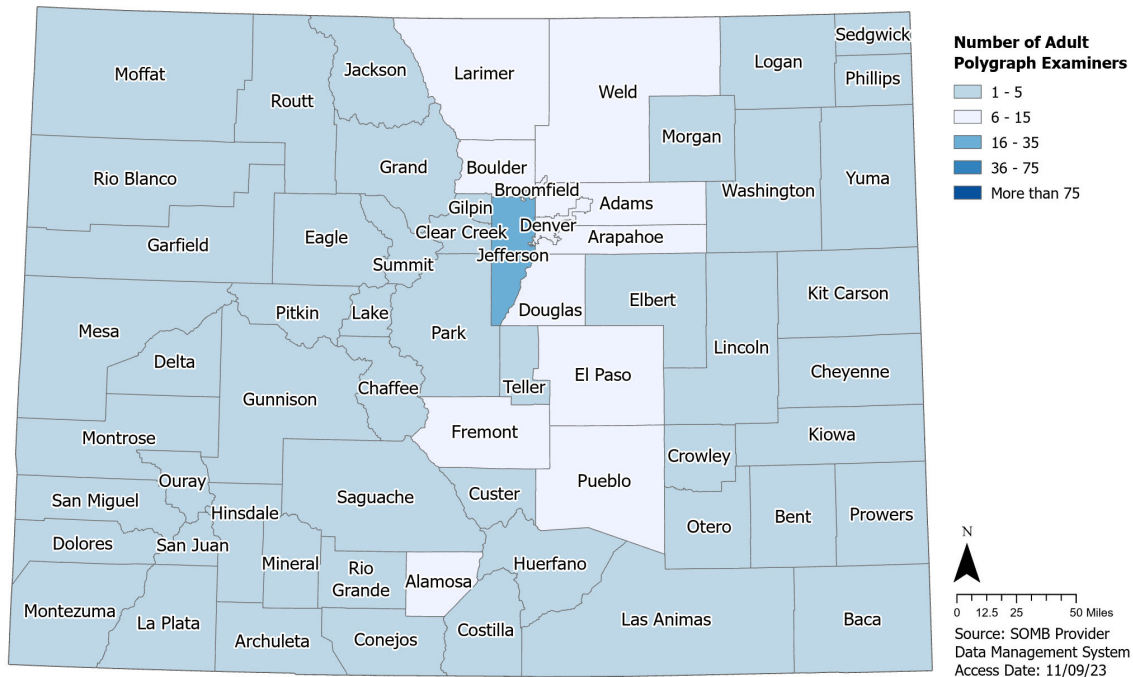 Moffat
Routt
Jackson
Larimer
Weld
Logan
Sedgwick
Phillips
Morgan
Rio Blanco
Grand
Boulder
Broomfield
Washington
Yuma
Gilpin
Adams
Clear Creek
Denver
Arapahoe
Garfield
Eagle
Summit
Jefferson
Mesa
Pitkin
Lake
Park
Douglas
Elbert
Lincoln
Kit Carson
Delta
Gunnison
Chaffee
Teller
El Paso
Cheyenne
Montrose
Fremont
Kiowa
Crowley
Ouray
San Miguel
Hinsdale
Saguache
Custer
Pueblo
Otero
Bent
Prowers
Dolores
San Juan
Mineral
Rio
Grande
Alamosa
Huerfano
Montezuma
La Plata
Archuleta
Conejos
Costilla
Las Animas
Baca
Number of Adult
Polygraph Examiners
1 - 5
6 - 15
16 - 35
36 - 75
More than 75
N
0 12.5 25 50 Miles
Source: SOMB Provider
Data Management System
Access Date: 11/09/23